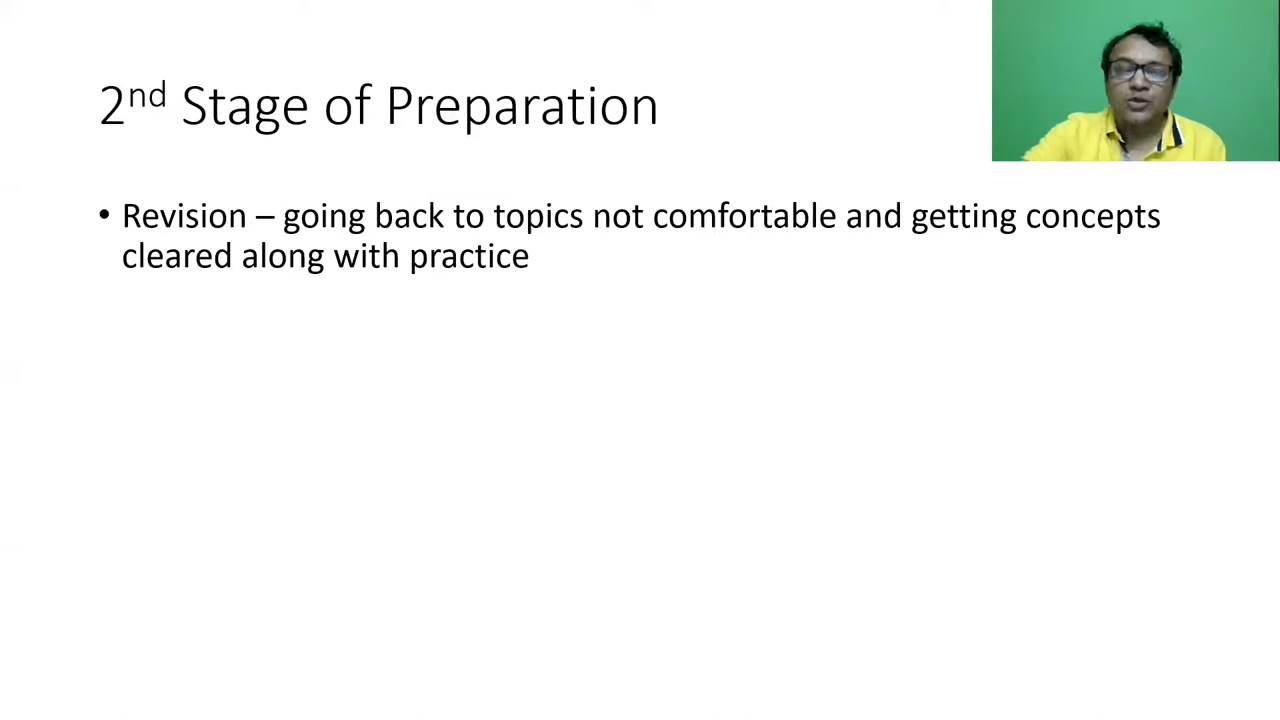 2nd Stage of Preparation
• Revision – going back to topics not comfortable and getting concepts
cleared along with practice